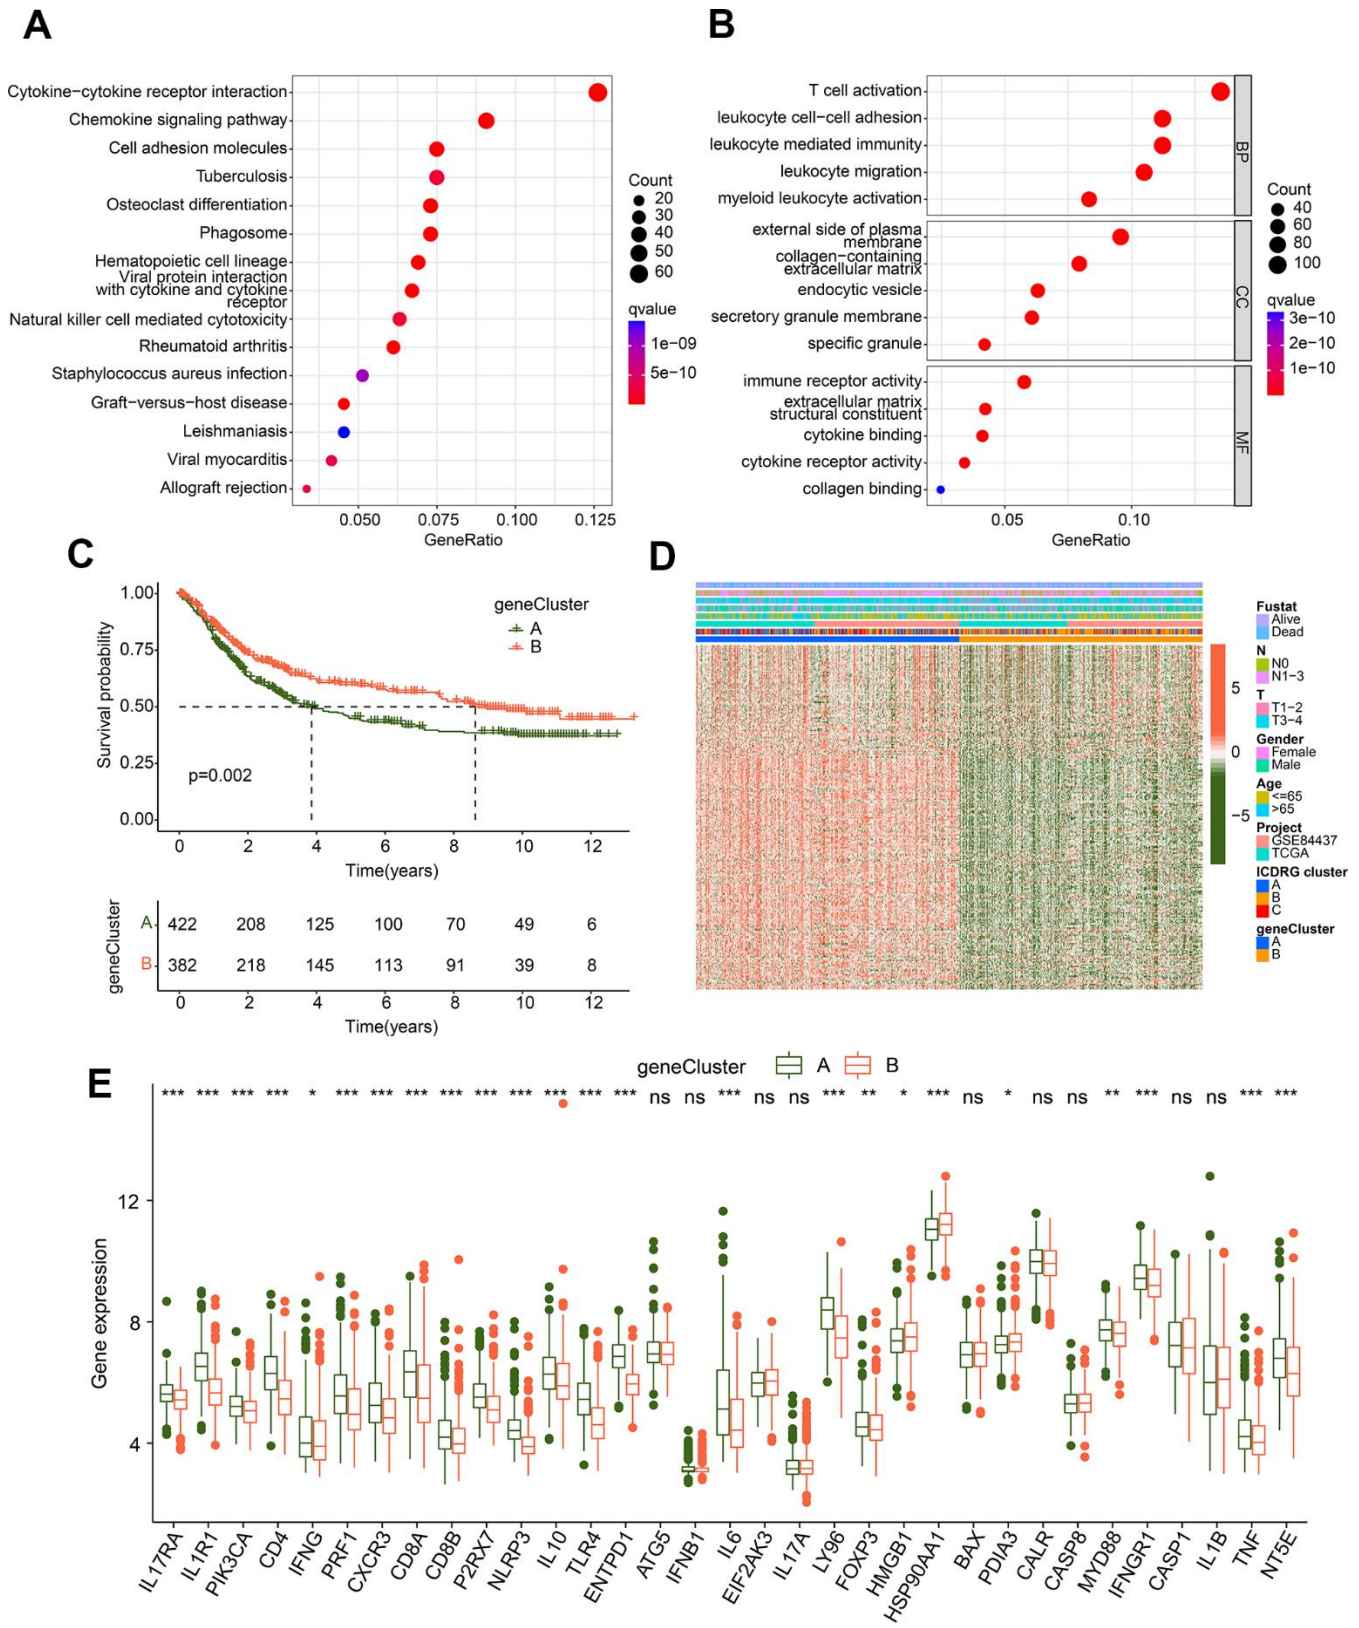 A
Cytokine−cytokine receptor interaction
Chemokine signaling pathway
Cell adhesion molecules
Tuberculosis
Osteoclast differentiation
Phagosome
Hematopoietic cell lineage
Viral protein interaction
with cytokine and cytokine
receptor
Natural killer cell mediated cytotoxicity
Rheumatoid arthritis
Staphylococcus aureus infection
Graft−versus−host disease
Leishmaniasis
Viral myocarditis
Allograft rejection
0.050 0.075 0.100 0.125
GeneRatio
Count
20
30
40
50
60
qvalue
1e−09
5e−10
B
T cell activation
leukocyte cell−cell adhesion
leukocyte mediated immunity
leukocyte migration
myeloid leukocyte activation
external side of plasma
membrane
collagen−containing
extracellular matrix
endocytic vesicle
secretory granule membrane
specific granule
immune receptor activity
extracellular matrix
structural constituent
cytokine binding
cytokine receptor activity
collagen binding
BP
CC
MF
0.05 0.10
GeneRatio
Count
40
60
80
100
qvalue
3e−10
2e−10
1e−10
C
Survival probability
1.00
0.75
0.50
0.25
0.00
geneCluster
A
B
p=0.002
0 2 4 6 8 10 12
Time(years)
geneCluster
A 422 208 125 100 70 49 6
B 382 218 145 113 91 39 8
0 2 4 6 8 10 12
Time(years)
D
5
0
−5
Fustat
Alive
Dead
N
N0
N1−3
T
T1−2
T3−4
Gender
Female
Male
Age
<=65
>65
Project
GSE84437
TCGA
ICDRG cluster
A
B
C
geneCluster
A
B
E
geneCluster A B
*** *** *** *** * *** *** *** *** *** *** *** *** *** ns ns *** ns ns *** ** * *** ns * ns ns ** *** ns ns *** ***
Gene expression
12
8
4
IL17RA IL1R1 PIK3CA CD4 IFNG PRF1 CXCR3 CD8A CD8B P2RX7 NLRP3 IL10 TLR4 ENTPD1 ATG5 IFNB1 IL6 EIF2AK3 IL17A LY96 FOXP3 HMGB1 HSP90AA1 BAX PDIA3 CALR CASP8 MYD88 IFNGR1 CASP1 IL1B TNF NT5E